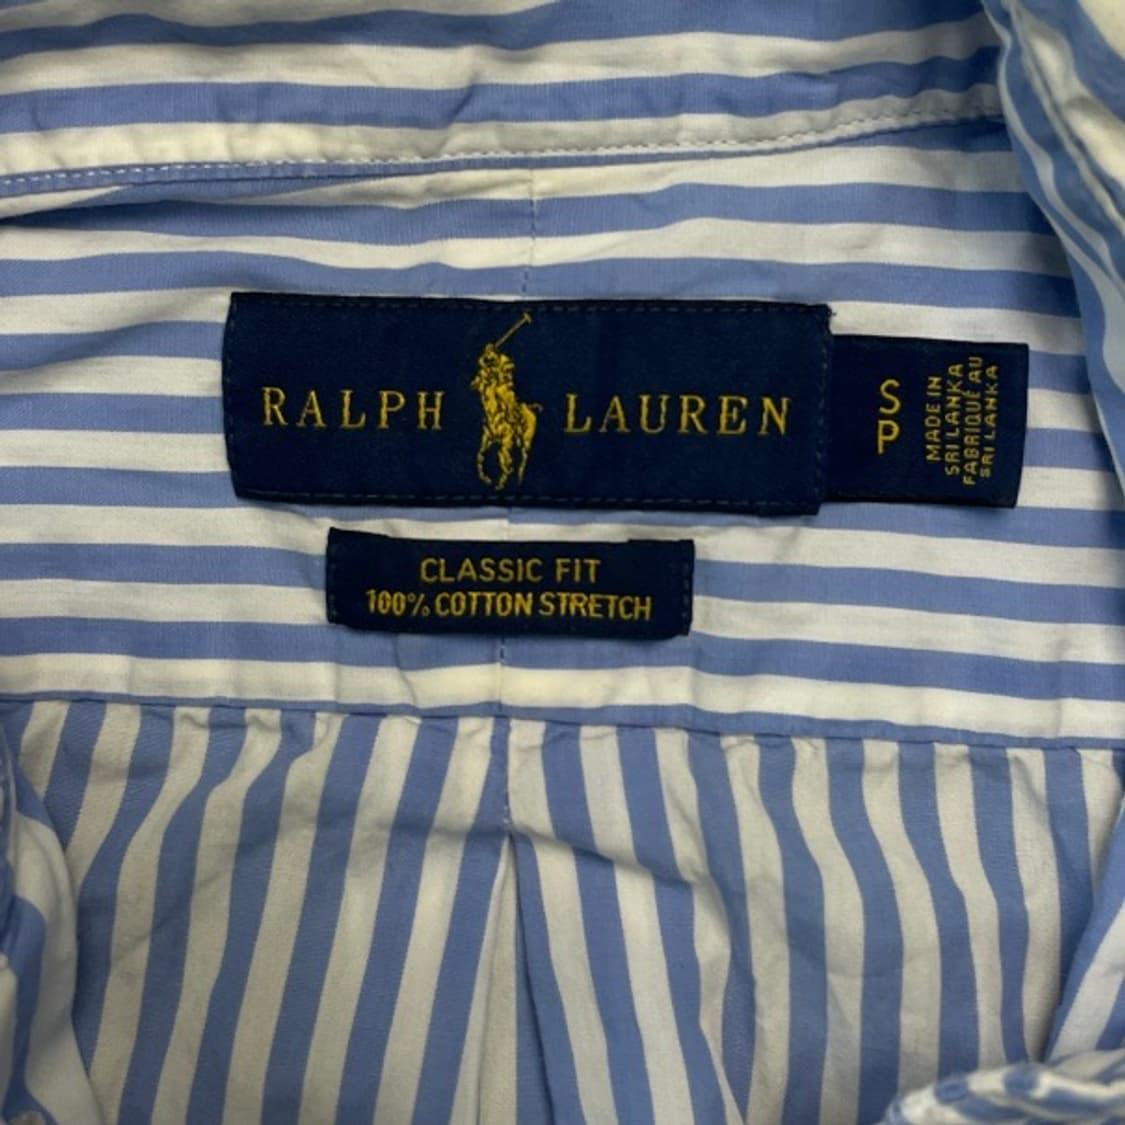 RALPH LAUREN
S
P
MADE IN
SRI LANKA
FABRIQUÉ AU
SRI LANKA
CLASSIC FIT
100% COTTON STRETCH